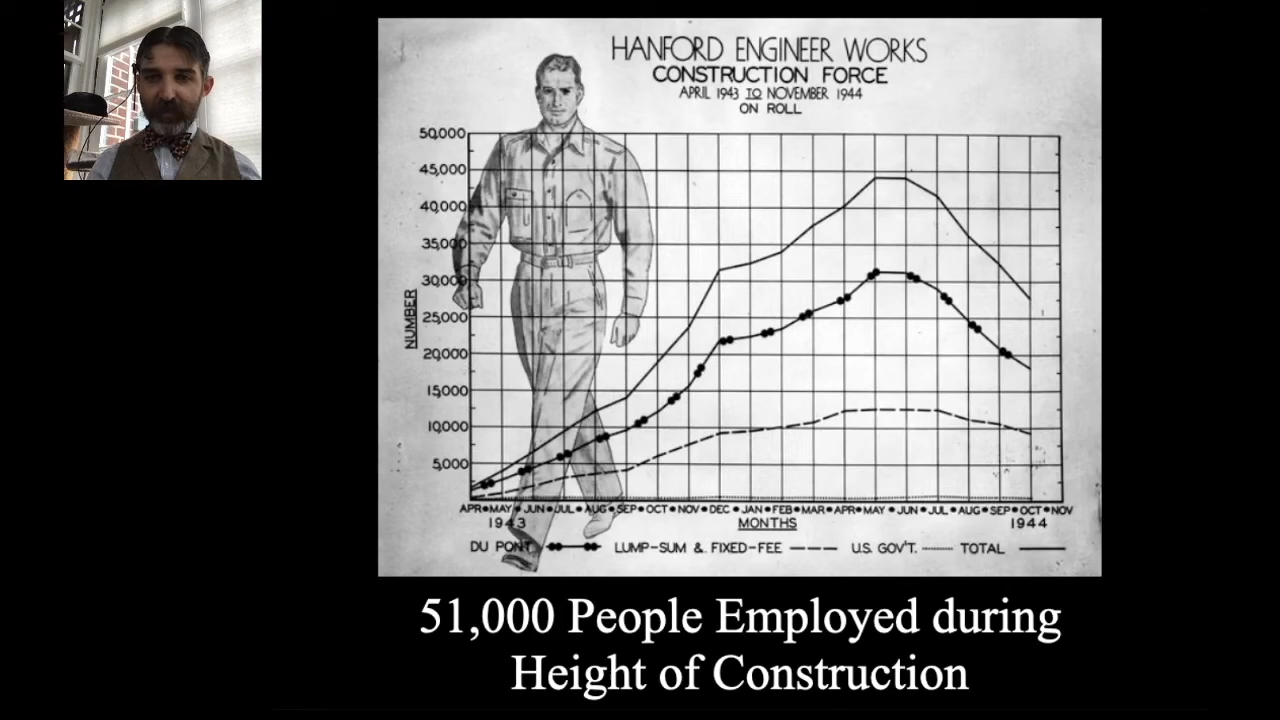 HANFORD ENGINEER WORKS
CONSTRUCTION FORCE
APRIL 1943 TO NOVEMBER 1944
ON ROLL
50,000
45,000
40,000
35,000
30,000
25,000
20,000
15,000
10,000
5,000
NUMBER
APR • MAY • JUN • JUL • AUG • SEP • OCT • NOV • DEC • JAN • FEB • MAR • APR • MAY • JUN • JUL • AUG • SEP • OCT • NOV
1943 MONTHS 1944
DU PONT LUMP-SUM & FIXED-FEE U.S. GOV'T. TOTAL
51,000 People Employed during
Height of Construction